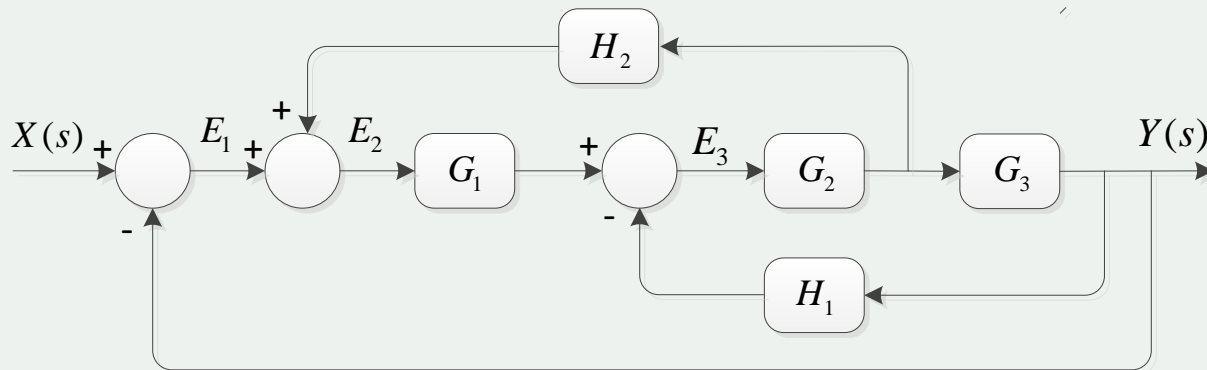 H₂
+
X(s) + E₁ + E₂ G₁ + E₃ G₂ G₃ Y(s)
- -
H₁